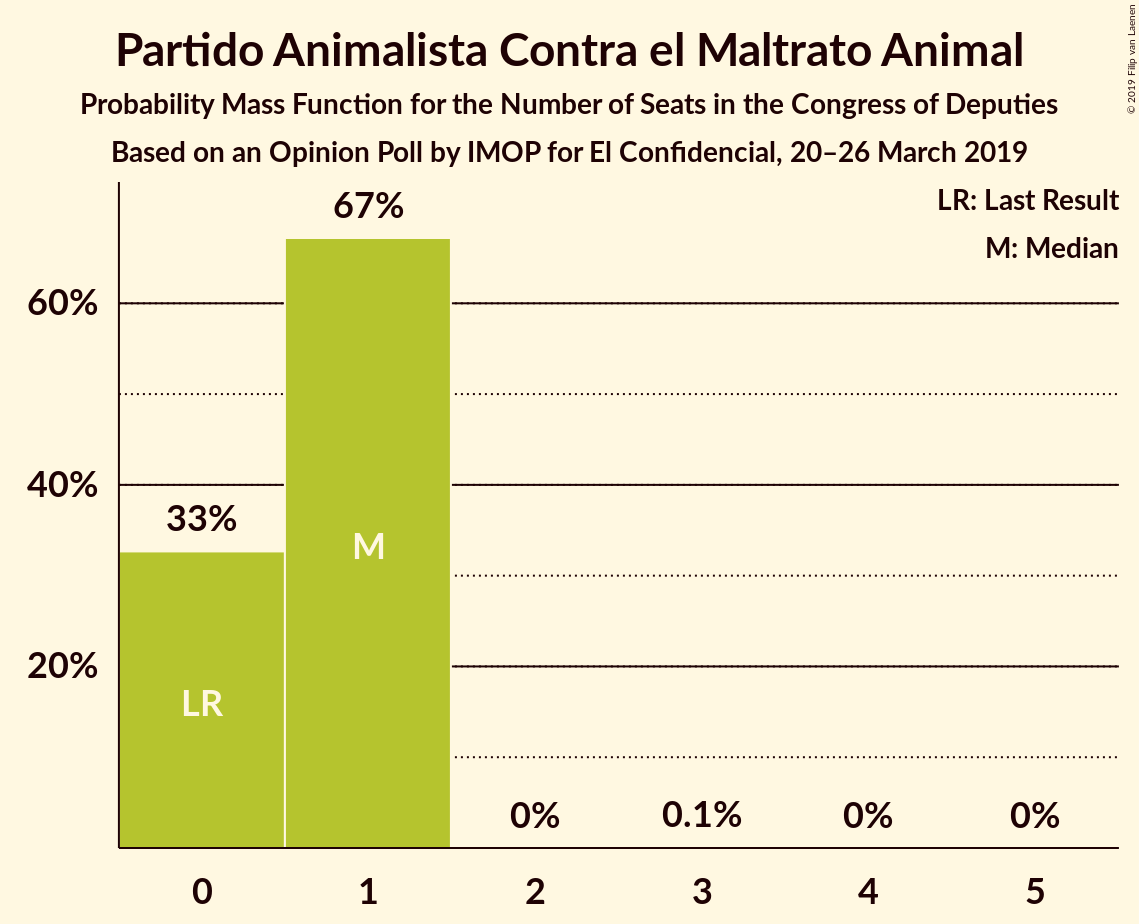 Partido Animalista Contra el Maltrato Animal
Probability Mass Function for the Number of Seats in the Congress of Deputies
Based on an Opinion Poll by IMOP for El Confidencial, 20–26 March 2019
© 2019 Filip van Laenen
LR: Last Result
M: Median
67%
60%
40%
33%
M
20%
LR
0%
0.1%
0%
0%
0
1
2
3
4
5